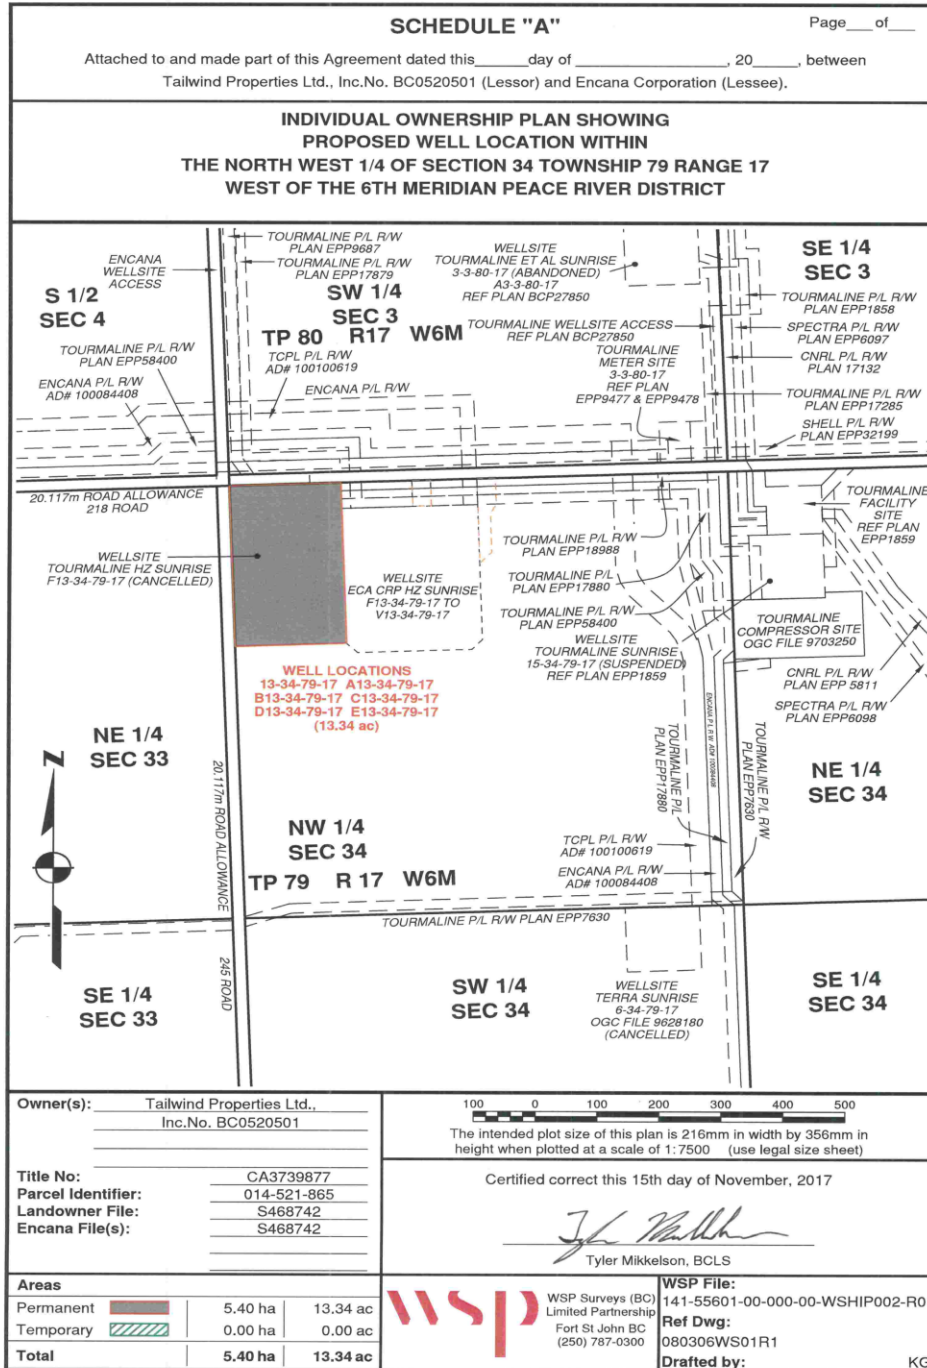 SCHEDULE "A"
Page___of___
Attached to and made part of this Agreement dated this______day of ________________, 20_____, between
Tailwind Properties Ltd., Inc.No. BC0520501 (Lessor) and Encana Corporation (Lessee).
INDIVIDUAL OWNERSHIP PLAN SHOWING
PROPOSED WELL LOCATION WITHIN
THE NORTH WEST 1/4 OF SECTION 34 TOWNSHIP 79 RANGE 17
WEST OF THE 6TH MERIDIAN PEACE RIVER DISTRICT
ENCANA
WELLSITE
ACCESS
TOURMALINE P/L R/W
PLAN EPP9687
TOURMALINE P/L R/W
PLAN EPP17879
WELLSITE
TOURMALINE ET AL SUNRISE
3-3-80-17 (ABANDONED)
A3-3-80-17
REF PLAN BCP27850
SE 1/4
SEC 3
S 1/2
SEC 4
SW 1/4
SEC 3
TP 80 R17 W6M
TOURMALINE P/L R/W
PLAN EPP1858
TOURMALINE WELLSITE ACCESS
REF PLAN BCP27850
SPECTRA P/L R/W
PLAN EPP6097
TOURMALINE P/L R/W
PLAN EPP58400
TCPL P/L R/W
AD# 100100619
TOURMALINE
METER SITE
3-3-80-17
REF PLAN
EPP9477 & EPP9478
CNRL P/L R/W
PLAN 17132
ENCANA P/L R/W
AD# 100084408
ENCANA P/L R/W
TOURMALINE P/L R/W
PLAN EPP17285
SHELL P/L R/W
PLAN EPP32199
20.117m ROAD ALLOWANCE
218 ROAD
TOURMALINE
FACILITY
SITE
REF PLAN
EPP1859
WELLSITE
TOURMALINE HZ SUNRISE
F13-34-79-17 (CANCELLED)
WELLSITE
ECA CRP HZ SUNRISE
F13-34-79-17 TO
V13-34-79-17
TOURMALINE P/L R/W
PLAN EPP18988
TOURMALINE P/L
PLAN EPP17880
TOURMALINE P/L R/W
PLAN EPP58400
WELLSITE
TOURMALINE SUNRISE
15-34-79-17 (SUSPENDED)
REF PLAN EPP1859
TOURMALINE
COMPRESSOR SITE
OGC FILE 9703250
WELL LOCATIONS
13-34-79-17 A13-34-79-17
B13-34-79-17 C13-34-79-17
D13-34-79-17 E13-34-79-17
(13.34 ac)
CNRL P/L R/W
PLAN EPP 5811
SPECTRA P/L R/W
PLAN EPP6098
NE 1/4
SEC 33
20.117m ROAD ALLOWANCE
ENCANA P/L R/W AD# 100084408
TOURMALINE P/L
PLAN EPP17880
TOURMALINE P/L R/W
PLAN EPP7630
NE 1/4
SEC 34
N
NW 1/4
SEC 34
TP 79 R 17 W6M
TCPL P/L R/W
AD# 100100619
ENCANA P/L R/W
AD# 100084408
TOURMALINE P/L R/W PLAN EPP7630
245 ROAD
SE 1/4
SEC 33
SW 1/4
SEC 34
WELLSITE
TERRA SUNRISE
6-34-79-17
OGC FILE 9628180
(CANCELLED)
SE 1/4
SEC 34
Owner(s): Tailwind Properties Ltd.,
Inc.No. BC0520501
Title No: CA3739877
Parcel Identifier: 014-521-865
Landowner File: S468742
Encana File(s): S468742
100 0 100 200 300 400 500
The intended plot size of this plan is 216mm in width by 356mm in
height when plotted at a scale of 1:7500 (use legal size sheet)
Certified correct this 15th day of November, 2017
Tyler Mikkelson, BCLS
Areas
Permanent 5.40 ha 13.34 ac
Temporary 0.00 ha 0.00 ac
Total 5.40 ha 13.34 ac
wsp
WSP Surveys (BC)
Limited Partnership
Fort St John BC
(250) 787-0300
WSP File:
141-55601-00-000-00-WSHIP002-R0
Ref Dwg:
080306WS01R1
Drafted by: KG